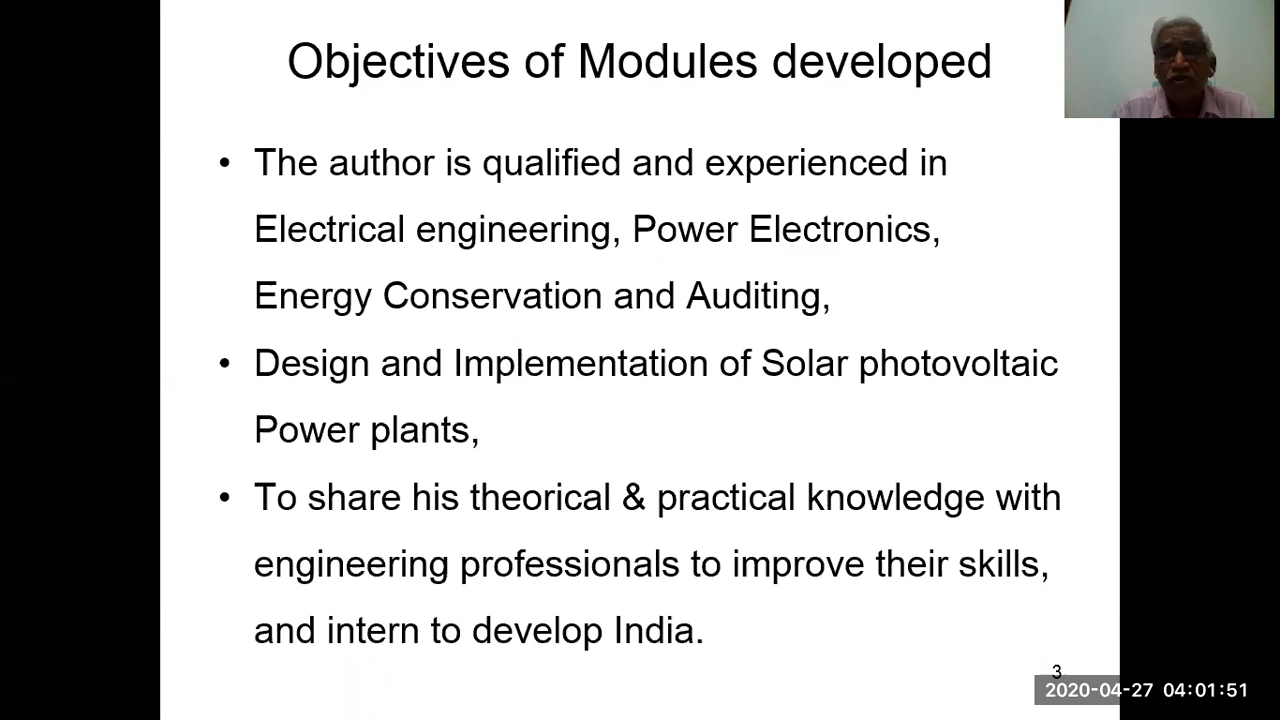 Objectives of Modules developed
• The author is qualified and experienced in
Electrical engineering, Power Electronics,
Energy Conservation and Auditing,
• Design and Implementation of Solar photovoltaic
Power plants,
• To share his theorical & practical knowledge with
engineering professionals to improve their skills,
and intern to develop India.
3
2020-04-27 04:01:51